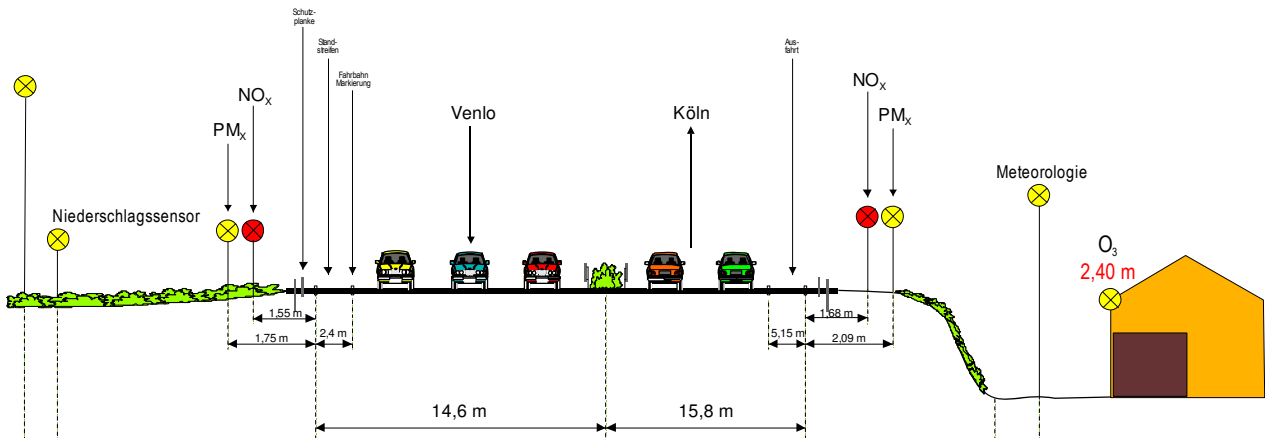 Schutz-
planke
Stand-
streifen
Fahrbahn
Markierung
Aus-
fahrt
NOX
PMX
Venlo
Köln
NOX
PMX
Niederschlagssensor
Meteorologie
O3
2,40 m
1,55 m
1,75 m
2,4 m
1,68 m
5,15 m
2,09 m
14,6 m
15,8 m